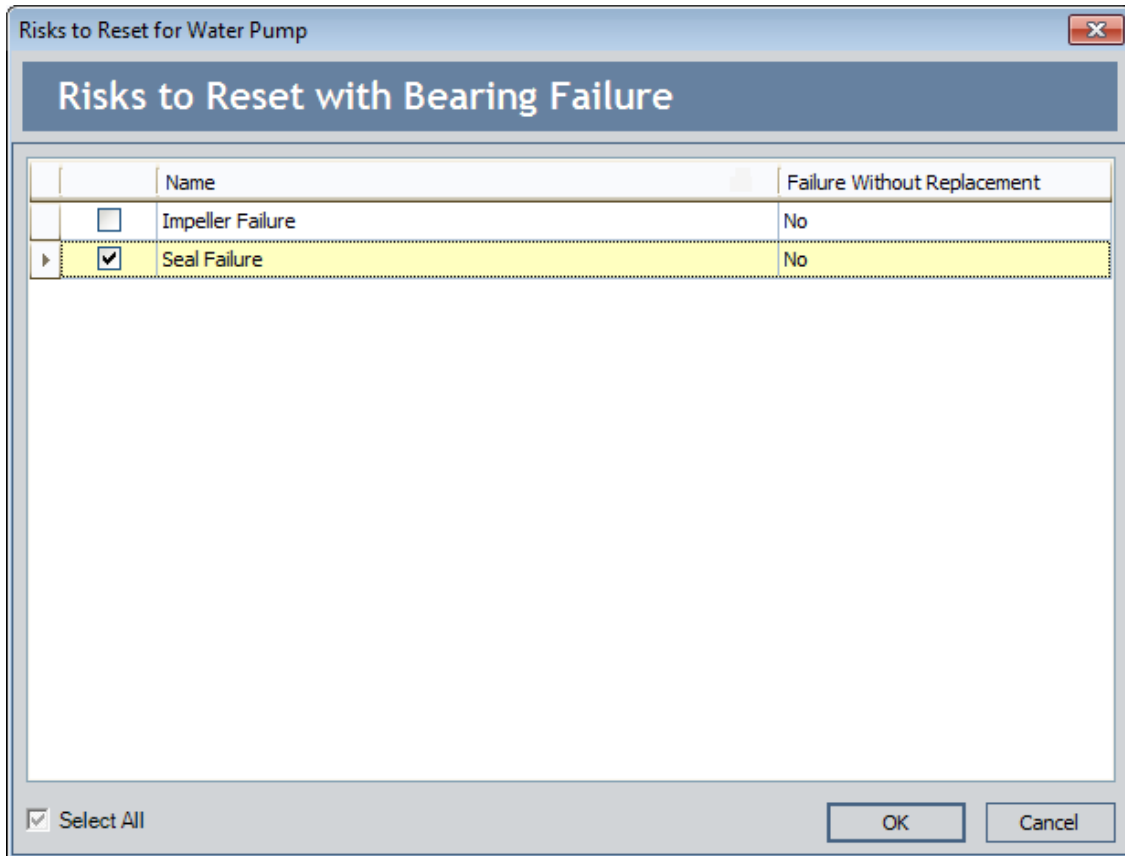 Risks to Reset for Water Pump
Risks to Reset with Bearing Failure
Name Failure Without Replacement
Impeller Failure No
Seal Failure No
Select All OK Cancel